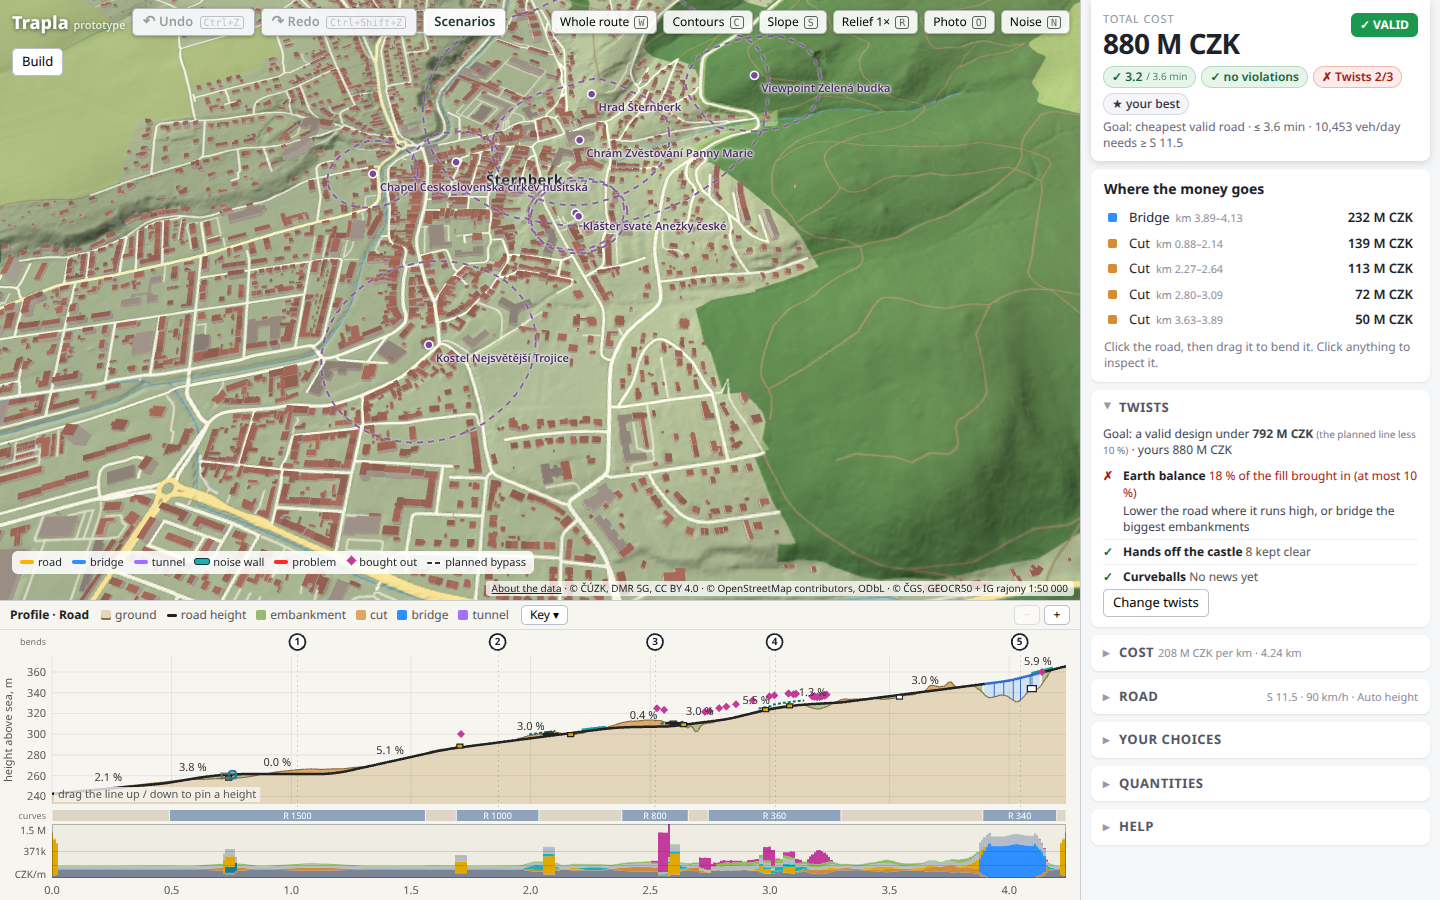 Trapla prototype
↶ Undo Ctrl+Z
↷ Redo Ctrl+Shift+Z
Scenarios
Whole route W
Contours C
Slope S
Relief 1× R
Photo O
Noise N
Build
Viewpoint Zelená budka
Hrad Šternberk
Chrám Zvěstování Panny Marie
Šternberk
Chapel Československá církev husitská
Klášter svaté Anežky české
Kostel Nejsvětější Trojice
road
bridge
tunnel
noise wall
problem
bought out
planned bypass
About the data · © ČÚZK, DMR 5G, CC BY 4.0 · © OpenStreetMap contributors, ODbL · © ČGS, GEOCR50 + IG rajony 1:50 000
Profile · Road
ground
road height
embankment
cut
bridge
tunnel
Key ▾
−
+
bends
1
2
3
4
5
height above sea, m
360
340
320
300
280
260
240
2.1 %
3.8 %
0.0 %
5.1 %
3.0 %
0.4 %
3.0 %
5.5 %
1.3 %
3.0 %
5.9 %
drag the line up / down to pin a height
curves
R 1500
R 1000
R 800
R 360
R 340
1.5 M
371k
CZK/m
0.0
0.5
1.0
1.5
2.0
2.5
3.0
3.5
4.0
TOTAL COST
880 M CZK
✓ VALID
✓ 3.2 / 3.6 min
✓ no violations
✗ Twists 2/3
★ your best
Goal: cheapest valid road · ≤ 3.6 min · 10,453 veh/day
needs ≥ S 11.5
Where the money goes
Bridge km 3.89–4.13 232 M CZK
Cut km 0.88–2.14 139 M CZK
Cut km 2.27–2.64 113 M CZK
Cut km 2.80–3.09 72 M CZK
Cut km 3.63–3.89 50 M CZK
Click the road, then drag it to bend it. Click anything to
inspect it.
▼ TWISTS
Goal: a valid design under 792 M CZK (the planned line less
10 %) · yours 880 M CZK
✗ Earth balance 18 % of the fill brought in (at most 10
%)
Lower the road where it runs high, or bridge the
biggest embankments
✓ Hands off the castle 8 kept clear
✓ Curveballs No news yet
Change twists
▶ COST 208 M CZK per km · 4.24 km
▶ ROAD S 11.5 · 90 km/h · Auto height
▶ YOUR CHOICES
▶ QUANTITIES
▶ HELP